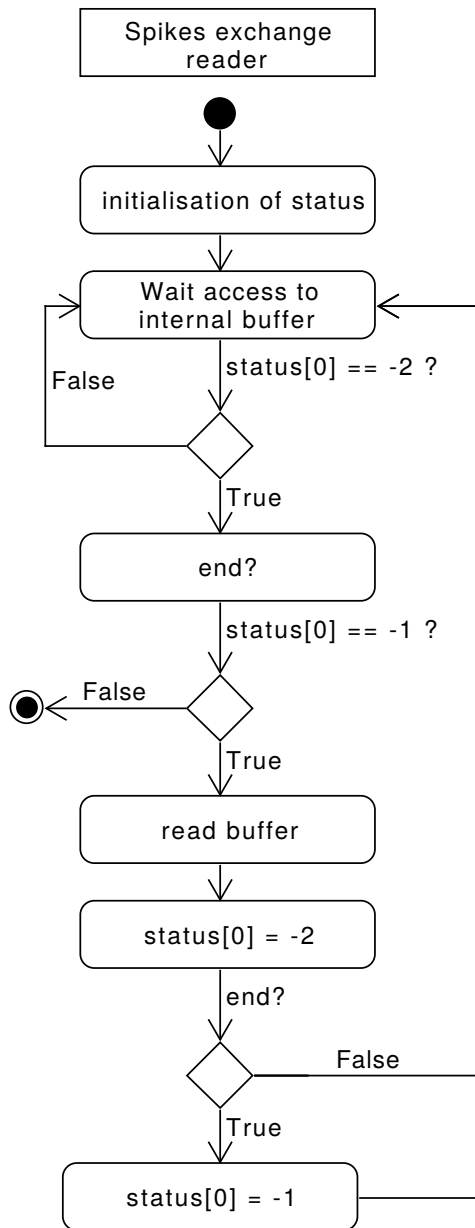 Spikes exchange
reader
initialisation of status
Wait access to
internal buffer
status[0] == -2 ?
False
True
end?
status[0] == -1 ?
False
True
read buffer
status[0] = -2
end?
False
True
status[0] = -1